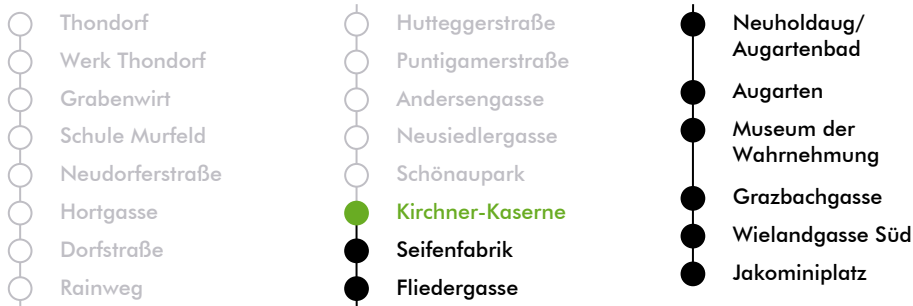 Thondorf
Werk Thondorf
Grabenwirt
Schule Murfeld
Neudorferstraße
Hortgasse
Dorfstraße
Rainweg
Hutteggerstraße
Puntigamerstraße
Andersengasse
Neusiedlergasse
Schönaupark
Kirchner-Kaserne
Seifenfabrik
Fliedergasse
Neuholdaug/
Augartenbad
Augarten
Museum der
Wahrnehmung
Grazbachgasse
Wielandgasse Süd
Jakominiplatz